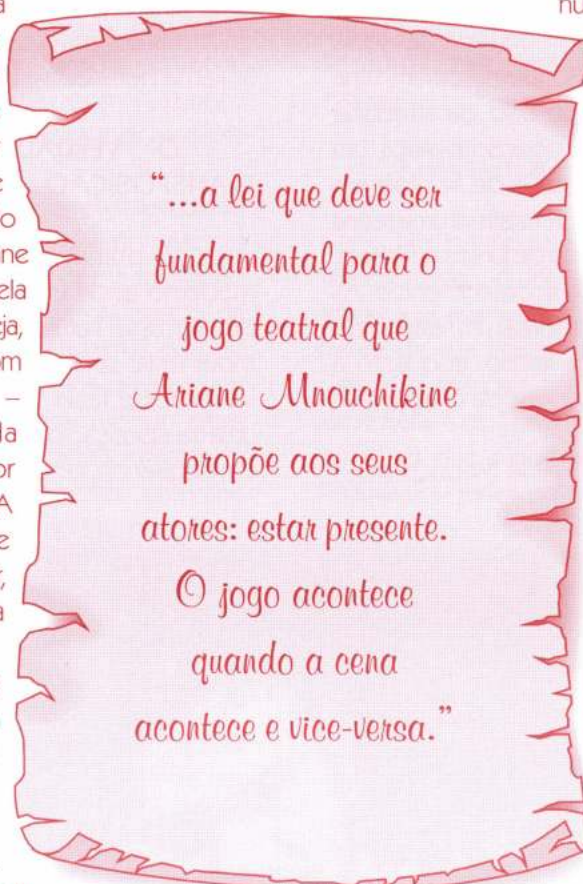 “...a lei que deve ser
fundamental para o
jogo teatral que
Ariane Mnouchikine
propõe aos seus
atores: estar presente.
O jogo acontece
quando a cena
acontece e vice-versa.”